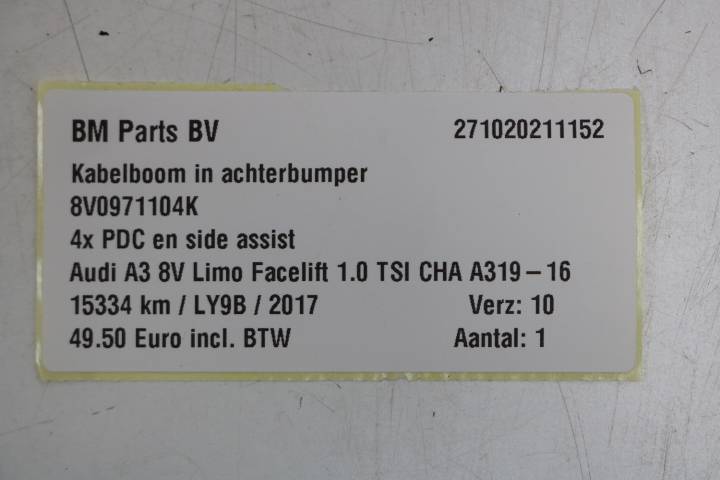 BM Parts BV 271020211152
Kabelboom in achterbumper
8V0971104K
4x PDC en side assist
Audi A3 8V Limo Facelift 1.0 TSI CHA A319 – 16
15334 km / LY9B / 2017 Verz: 10
49.50 Euro incl. BTW Aantal: 1